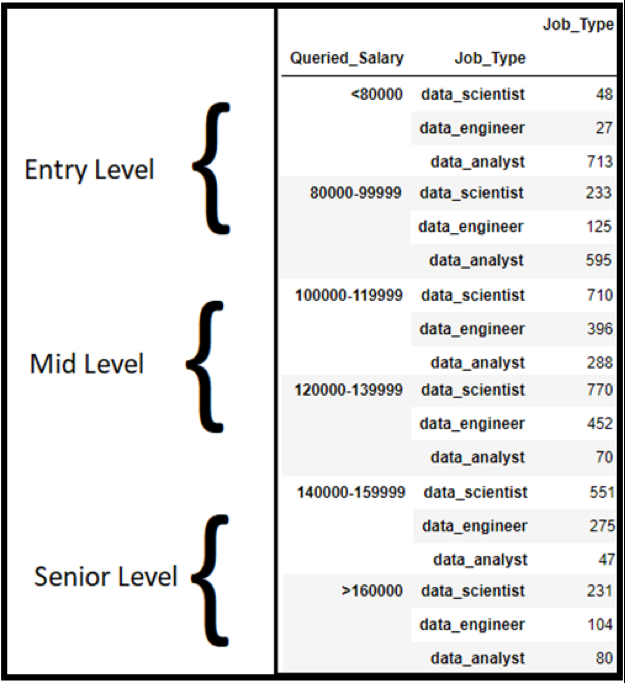 Job_Type
Queried_Salary Job_Type
<80000 data_scientist 48
data_engineer 27
Entry Level
data_analyst 713
80000-99999 data_scientist 233
data_engineer 125
data_analyst 595
100000-119999 data_scientist 710
data_engineer 396
Mid Level
data_analyst 288
120000-139999 data_scientist 770
data_engineer 452
data_analyst 70
140000-159999 data_scientist 551
data_engineer 275
data_analyst 47
Senior Level
>160000 data_scientist 231
data_engineer 104
data_analyst 80